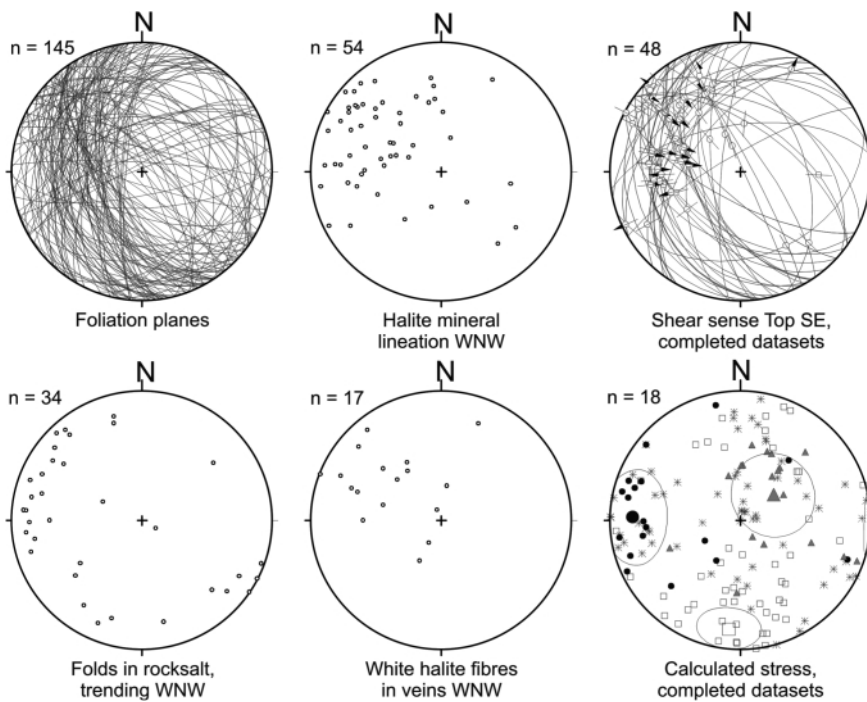 N
N
N
n = 145
n = 54
n = 48
Foliation planes
Halite mineral
lineation WNW
Shear sense Top SE,
completed datasets
N
N
N
n = 34
n = 17
n = 18
Folds in rocksalt,
trending WNW
White halite fibres
in veins WNW
Calculated stress,
completed datasets